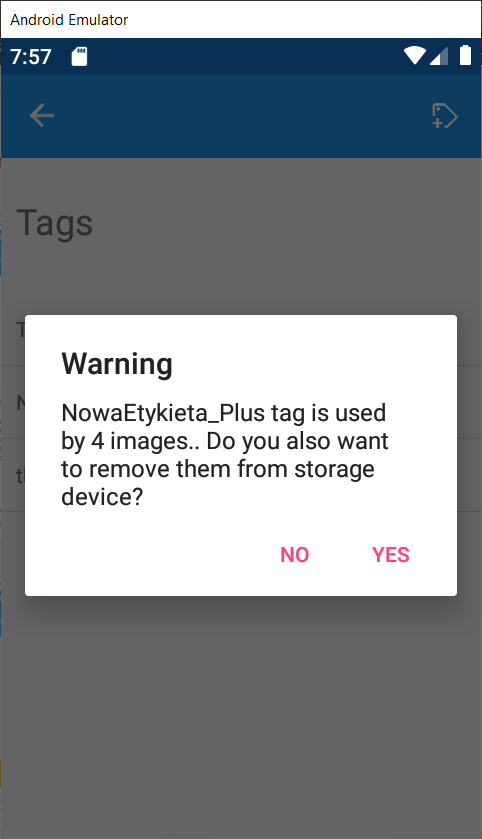 Android Emulator
7:57
Tags
Warning
NowaEtykieta_Plus tag is used
by 4 images.. Do you also want
to remove them from storage
device?
NO YES